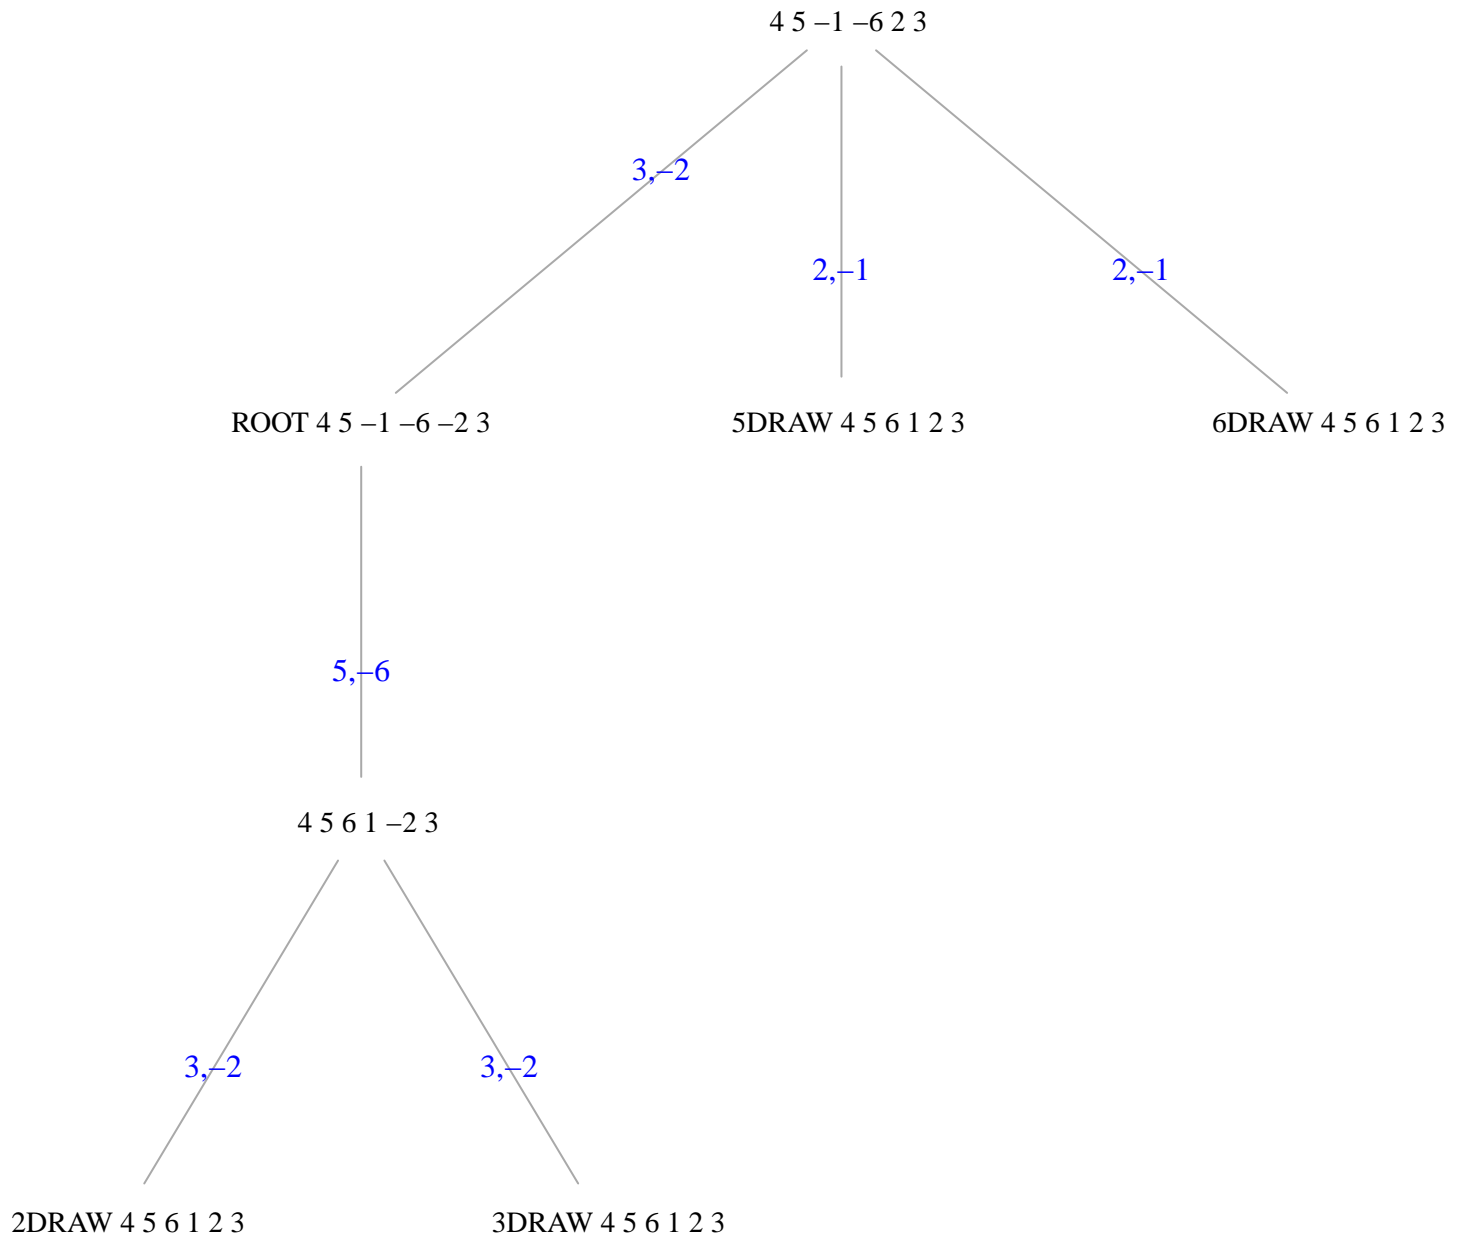 4 5 –1 –6 2 3
3,–2
2,–1
2,–1
ROOT 4 5 –1 –6 –2 3
5DRAW 4 5 6 1 2 3
6DRAW 4 5 6 1 2 3
5,–6
4 5 6 1 –2 3
3,–2
3,–2
2DRAW 4 5 6 1 2 3
3DRAW 4 5 6 1 2 3